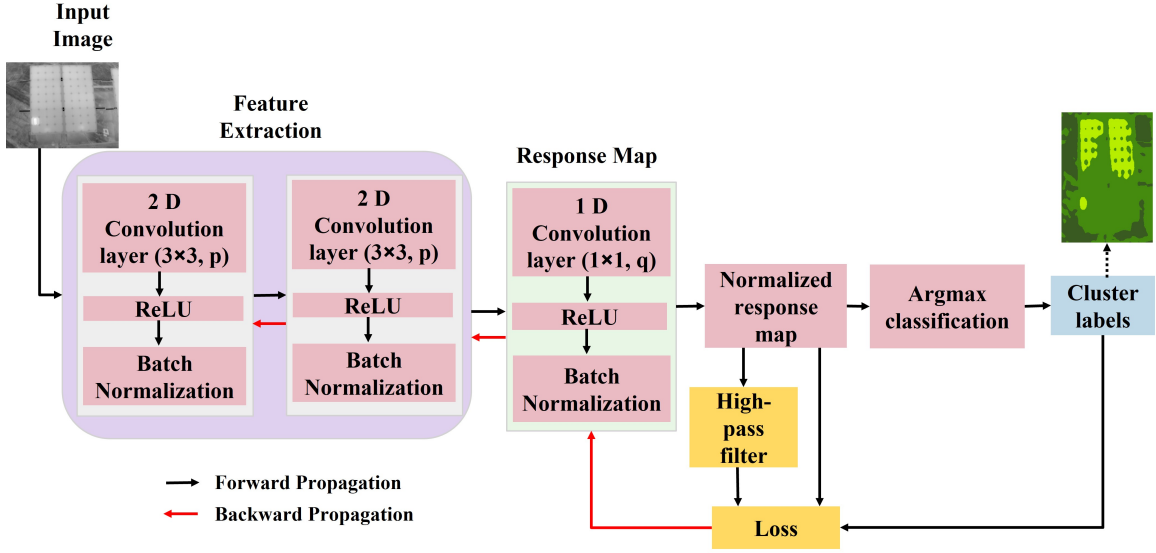 Input
Image
Feature
Extraction
2 D
Convolution
layer (3×3, p)
ReLU
Batch
Normalization
2 D
Convolution
layer (3×3, p)
ReLU
Batch
Normalization
Response Map
1 D
Convolution
layer (1×1, q)
ReLU
Batch
Normalization
Normalized
response
map
Argmax
classification
Cluster
labels
High-
pass
filter
Loss
Forward Propagation
Backward Propagation